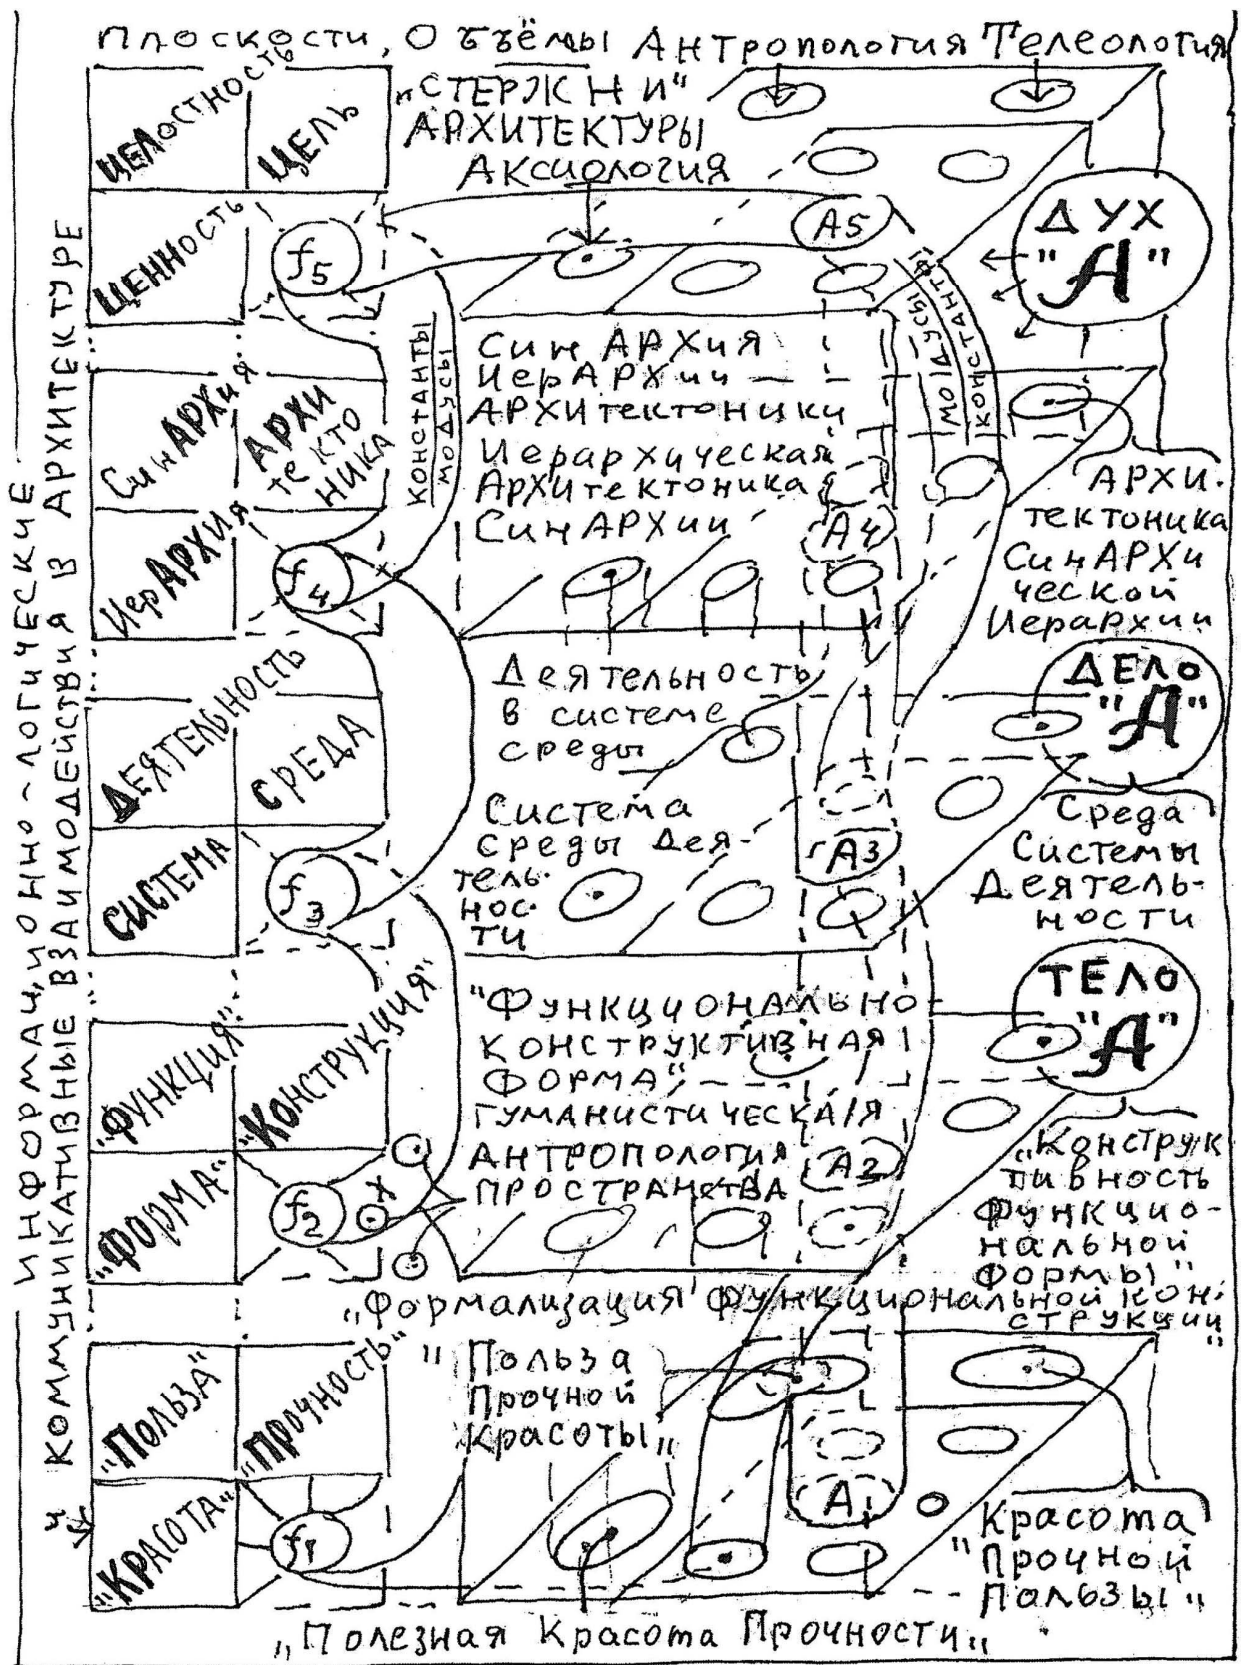 Плоскости, Объёмы Антропология Телеология
"СТЕРЖНИ"
АРХИТЕКТУРЫ
Аксиология
ЦЕЛОСТНОСТЬ
ЦЕЛЬ
ЦЕННОСТЬ
f5
A5
ДУХ
"А"
КОНСТАНТЫ
МОДУСЫ
МОДУСЫ
КОНСТАНТЫ
СинАРХия
АРХИ
текто
НИКА
ИерАРХИЯ
f4
СинАРХия
ИерАРХии
АРХИтектоники
Иерархическая
АРХитектоника
СинАРХии
A4
АРХИ-
тектоника
СинАРХи
ческой
Иерархии
ДЕЯТЕЛЬНОСТЬ
СРЕДА
СИСТЕМА
f3
Деятельность
в системе
среды
Система
среды дея-
тель-
нос-
ти
A3
ДЕЛО
"А"
Среда
Системы
Деятель-
ности
"ФУНКЦИЯ"
"КОНСТРУКЦИЯ"
"ФОРМА"
f2
"Функционально
конструктивная
форма"
гуманистическая
антропология
пространства
A2
ТЕЛО
"А"
"Конструк
тивность
функцио-
нальной
формы"
"Формализация функциональной кон-
струкции"
"Польза"
"Прочность"
"КРАСОТА"
f1
"Польза
Прочной
Красоты"
A
Красота
"Прочной
Пользы"
"Полезная Красота Прочности"
ИНФОРМАЦИОННО-ЛОГИЧЕСКИЕ
И КОММУНИКАТИВНЫЕ ВЗАИМОДЕЙСТВИЯ В АРХИТЕКТУРЕ